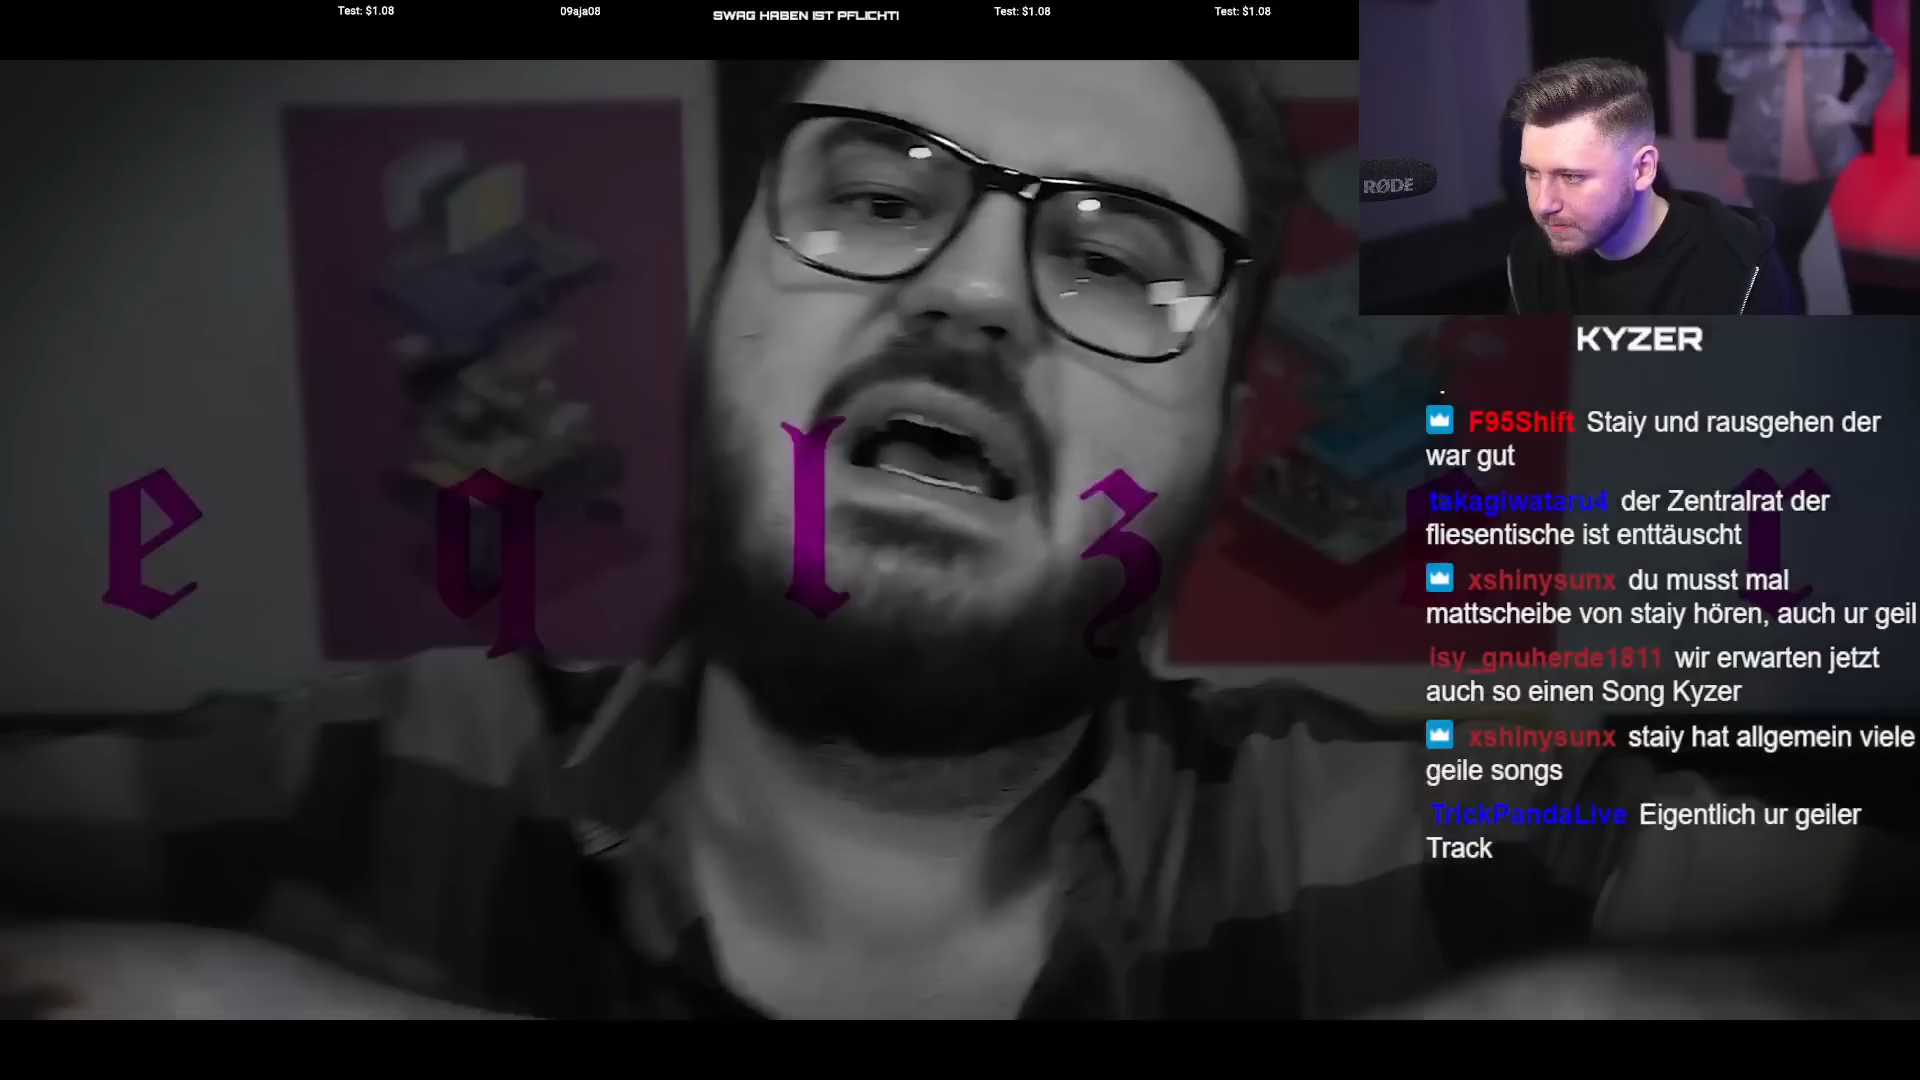 Test: $1.08
09aja08
SWAG HABEN IST PFLICHT!
Test: $1.08
Test: $1.08
RØDE
KYZER
F95Shift Staiy und rausgehen der
war gut
takagiwataru4 der Zentralrat der
fliesentische ist enttäuscht
xshinysunx du musst mal
mattscheibe von staiy hören, auch ur geil
isy_gnuherde1811 wir erwarten jetzt
auch so einen Song Kyzer
xshinysunx staiy hat allgemein viele
geile songs
TrickPandaLive Eigentlich ur geiler
Track
e q l z e r